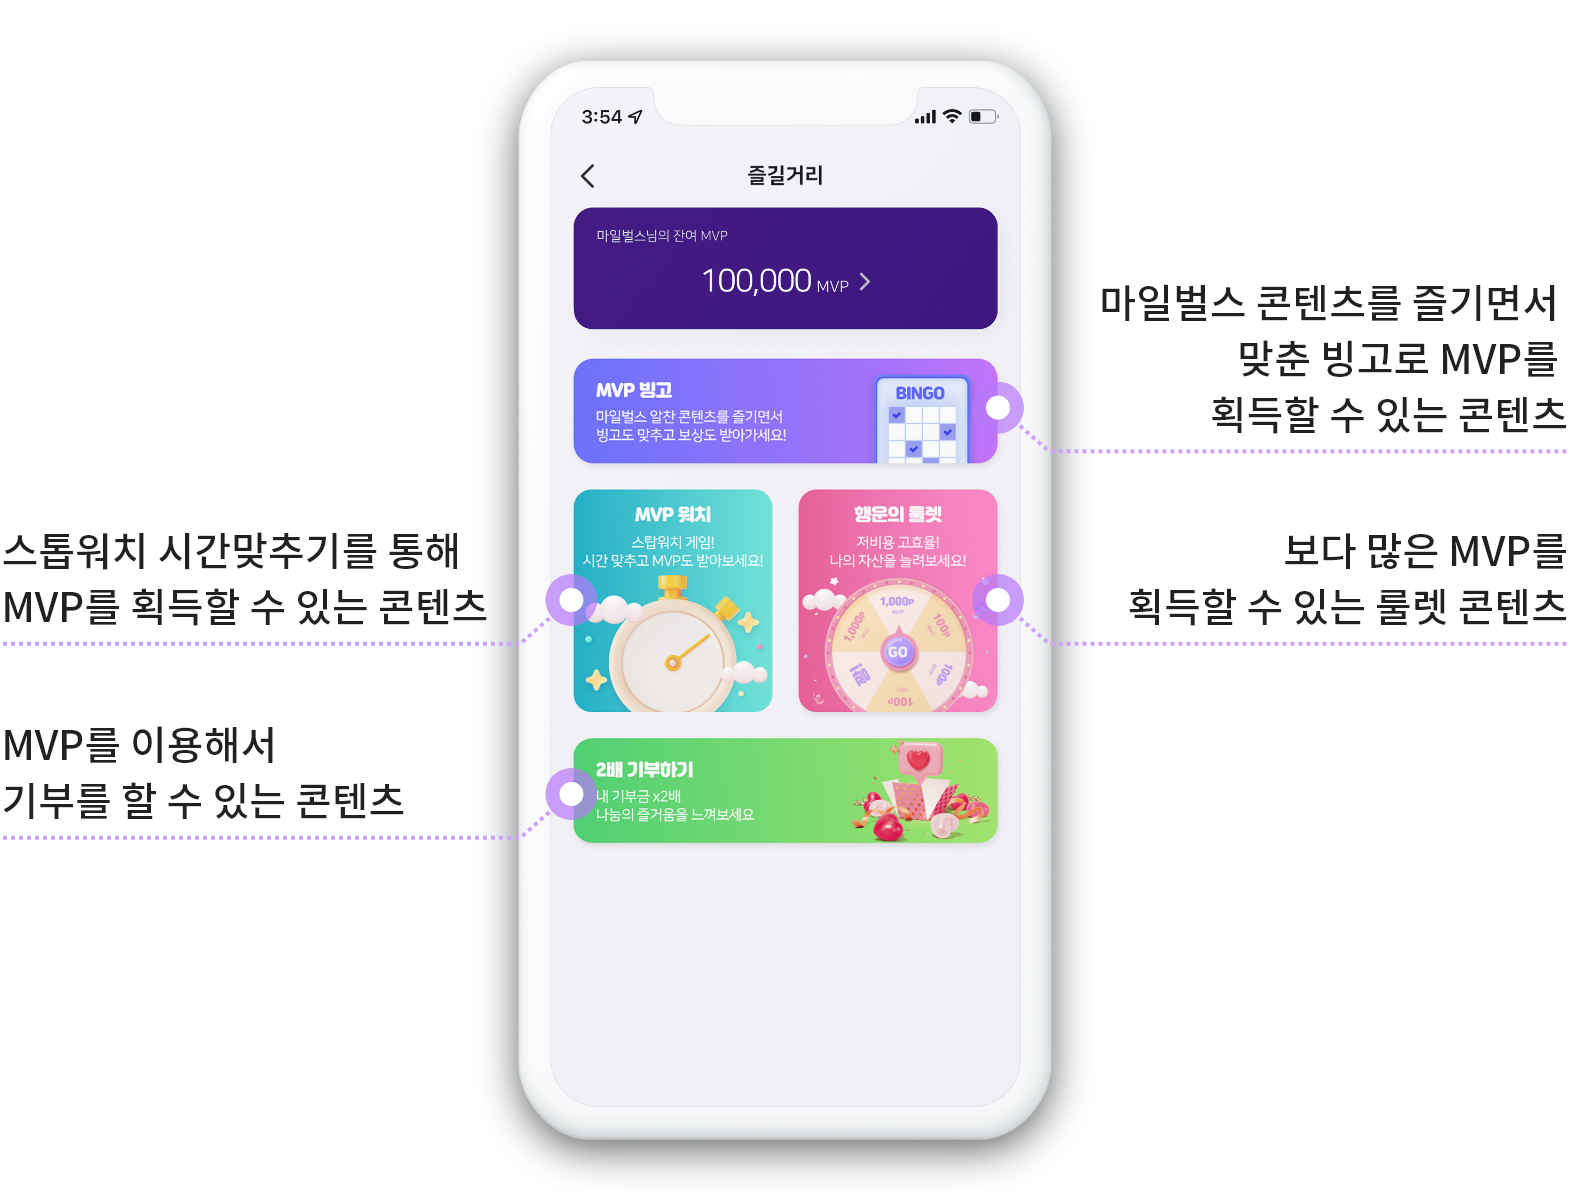 3:54
즐길거리
마일벌스님의 잔여 MVP
100,000 MVP
MVP 빙고
마일벌스 알찬 콘텐츠를 즐기면서
빙고도 맞추고 보상도 받아가세요!
BINGO
마일벌스 콘텐츠를 즐기면서
맞춘 빙고로 MVP를
획득할 수 있는 콘텐츠
MVP 워치
스탑워치 게임!
시간 맞추고 MVP도 받아보세요!
스톱워치 시간맞추기를 통해
MVP를 획득할 수 있는 콘텐츠
행운의 룰렛
저비용 고효율!
나의 자산을 늘려보세요!
1,000P
MVP
100P
MVP
100P
MVP
100P
MVP
꽝!
1,000P
MVP
GO
보다 많은 MVP를
획득할 수 있는 룰렛 콘텐츠
2배 기부하기
내 기부금 x2배
나눔의 즐거움을 느껴보세요
MVP를 이용해서
기부를 할 수 있는 콘텐츠